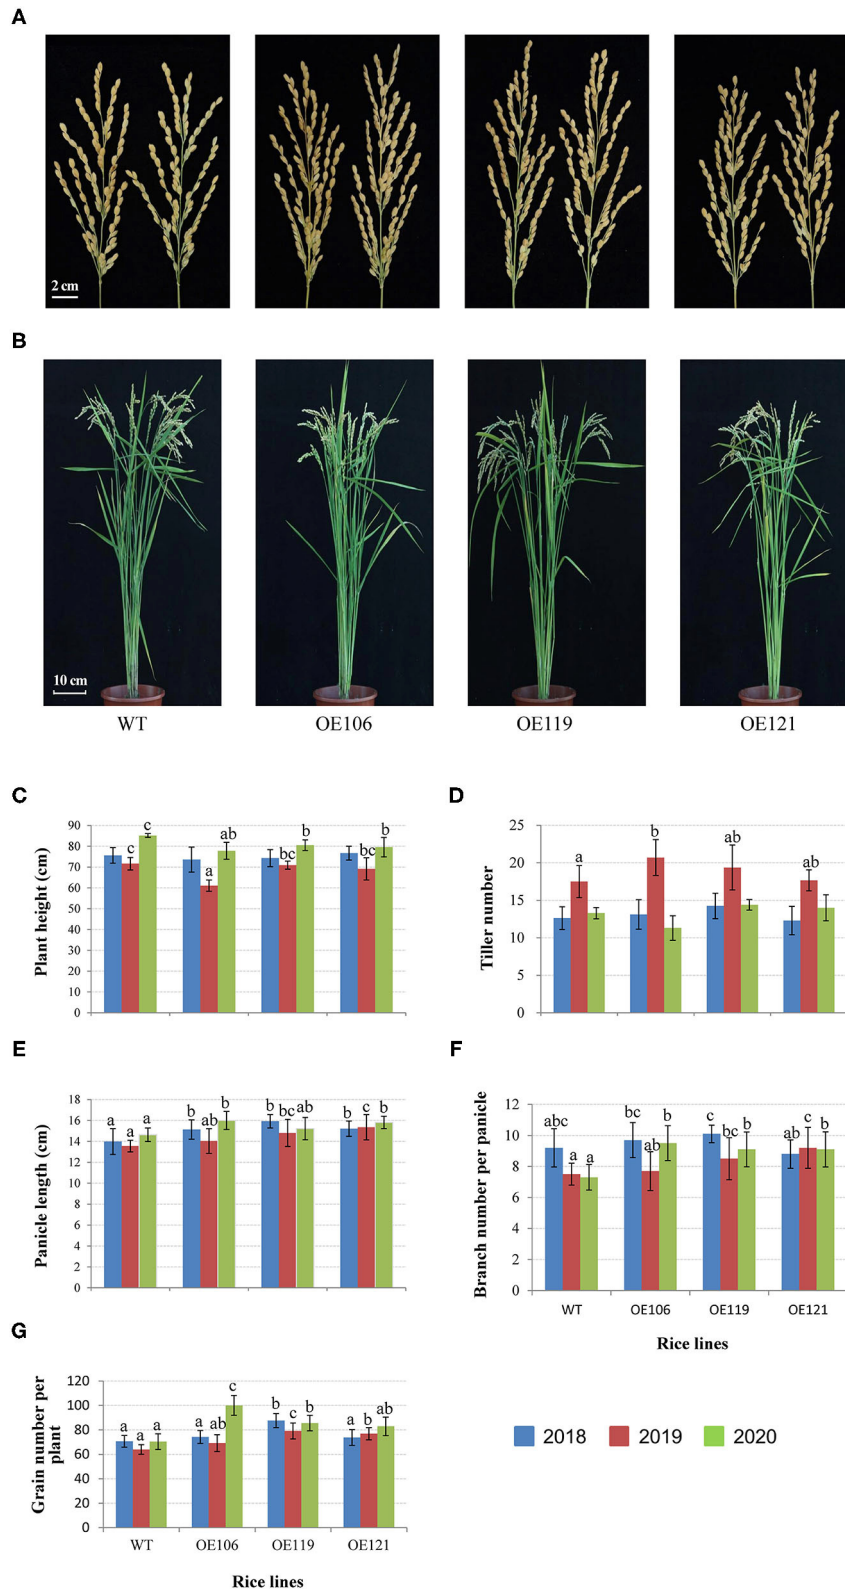 A
2 cm
B
10 cm
WT OE106 OE119 OE121
C
Plant height (cm)
90
80
70
60
50
40
30
20
10
0
c c a ab bc b bc b
D
Tiller number
25
20
15
10
5
0
a b ab ab
E
Panicle length (cm)
18
16
14
12
10
8
6
4
2
0
a a a b ab b b bc ab b c b
F
Branch number per panicle
12
10
8
6
4
2
0
abc a a bc ab b c bc b ab c b
WT OE106 OE119 OE121
Rice lines
G
Grain number per
plant
120
100
80
60
40
20
0
a a a a ab c b c b a b ab
WT OE106 OE119 OE121
Rice lines
2018 2019 2020